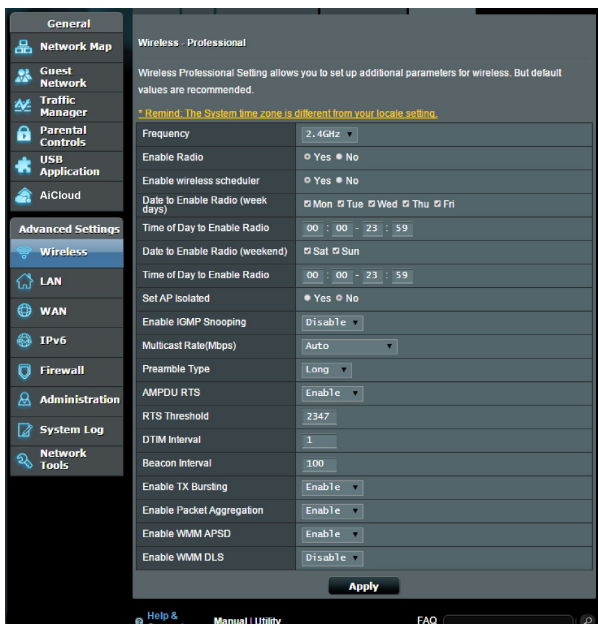 General
Network Map
Guest
Network
Traffic
Manager
Parental
Controls
USB
Application
AiCloud
Advanced Settings
Wireless
LAN
WAN
IPv6
Firewall
Administration
System Log
Network
Tools
Wireless - Professional
Wireless Professional Setting allows you to set up additional parameters for wireless. But default
values are recommended.
* Remind: The System time zone is different from your locale setting.
Frequency 2.4GHz
Enable Radio Yes No
Enable wireless scheduler Yes No
Date to Enable Radio (week
days) Mon Tue Wed Thu Fri
Time of Day to Enable Radio 00 : 00 - 23 : 59
Date to Enable Radio (weekend) Sat Sun
Time of Day to Enable Radio 00 : 00 - 23 : 59
Set AP Isolated Yes No
Enable IGMP Snooping Disable
Multicast Rate(Mbps) Auto
Preamble Type Long
AMPDU RTS Enable
RTS Threshold 2347
DTIM Interval 1
Beacon Interval 100
Enable TX Bursting Enable
Enable Packet Aggregation Enable
Enable WMM APSD Enable
Enable WMM DLS Disable
Apply
Help &
Manual | Utility FAQ